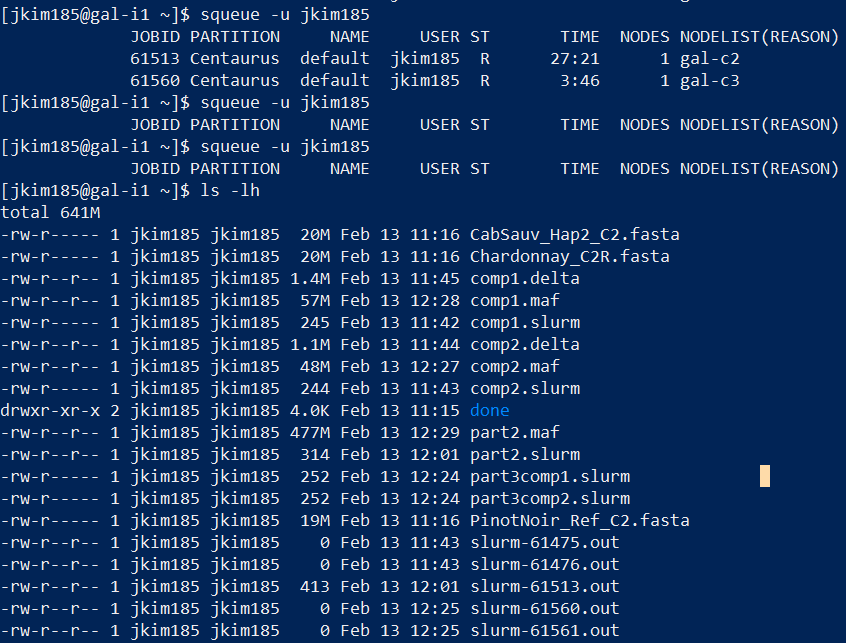 [jkim185@gal-i1 ~]$ squeue -u jkim185
JOBID PARTITION NAME USER ST TIME NODES NODELIST(REASON)
61513 Centaurus default jkim185 R 27:21 1 gal-c2
61560 Centaurus default jkim185 R 3:46 1 gal-c3
[jkim185@gal-i1 ~]$ squeue -u jkim185
JOBID PARTITION NAME USER ST TIME NODES NODELIST(REASON)
[jkim185@gal-i1 ~]$ squeue -u jkim185
JOBID PARTITION NAME USER ST TIME NODES NODELIST(REASON)
[jkim185@gal-i1 ~]$ ls -lh
total 641M
-rw-r----- 1 jkim185 jkim185 20M Feb 13 11:16 CabSauv_Hap2_C2.fasta
-rw-r----- 1 jkim185 jkim185 20M Feb 13 11:16 Chardonnay_C2R.fasta
-rw-r--r-- 1 jkim185 jkim185 1.4M Feb 13 11:45 comp1.delta
-rw-r--r-- 1 jkim185 jkim185 57M Feb 13 12:28 comp1.maf
-rw-r----- 1 jkim185 jkim185 245 Feb 13 11:42 comp1.slurm
-rw-r--r-- 1 jkim185 jkim185 1.1M Feb 13 11:44 comp2.delta
-rw-r--r-- 1 jkim185 jkim185 48M Feb 13 12:27 comp2.maf
-rw-r----- 1 jkim185 jkim185 244 Feb 13 11:43 comp2.slurm
drwxr-xr-x 2 jkim185 jkim185 4.0K Feb 13 11:15 done
-rw-r--r-- 1 jkim185 jkim185 477M Feb 13 12:29 part2.maf
-rw-r--r-- 1 jkim185 jkim185 314 Feb 13 12:01 part2.slurm
-rw-r--r-- 1 jkim185 jkim185 252 Feb 13 12:24 part3comp1.slurm
-rw-r--r-- 1 jkim185 jkim185 252 Feb 13 12:24 part3comp2.slurm
-rw-r----- 1 jkim185 jkim185 19M Feb 13 11:16 PinotNoir_Ref_C2.fasta
-rw-r--r-- 1 jkim185 jkim185 0 Feb 13 11:43 slurm-61475.out
-rw-r--r-- 1 jkim185 jkim185 0 Feb 13 11:43 slurm-61476.out
-rw-r--r-- 1 jkim185 jkim185 413 Feb 13 12:01 slurm-61513.out
-rw-r--r-- 1 jkim185 jkim185 0 Feb 13 12:25 slurm-61560.out
-rw-r--r-- 1 jkim185 jkim185 0 Feb 13 12:25 slurm-61561.out